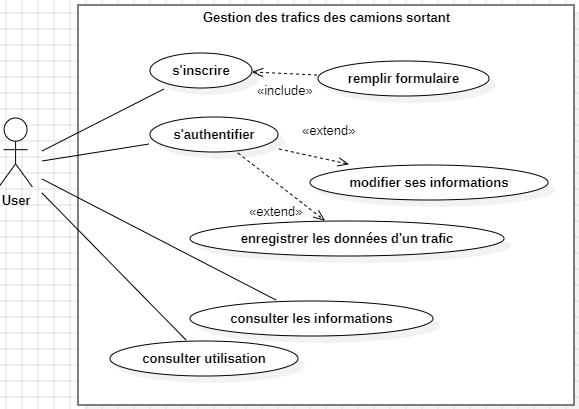 Gestion des trafics des camions sortant
s'inscrire
remplir formulaire
«include»
s'authentifier
«extend»
modifier ses informations
User
«extend»
enregistrer les données d'un trafic
consulter les informations
consulter utilisation